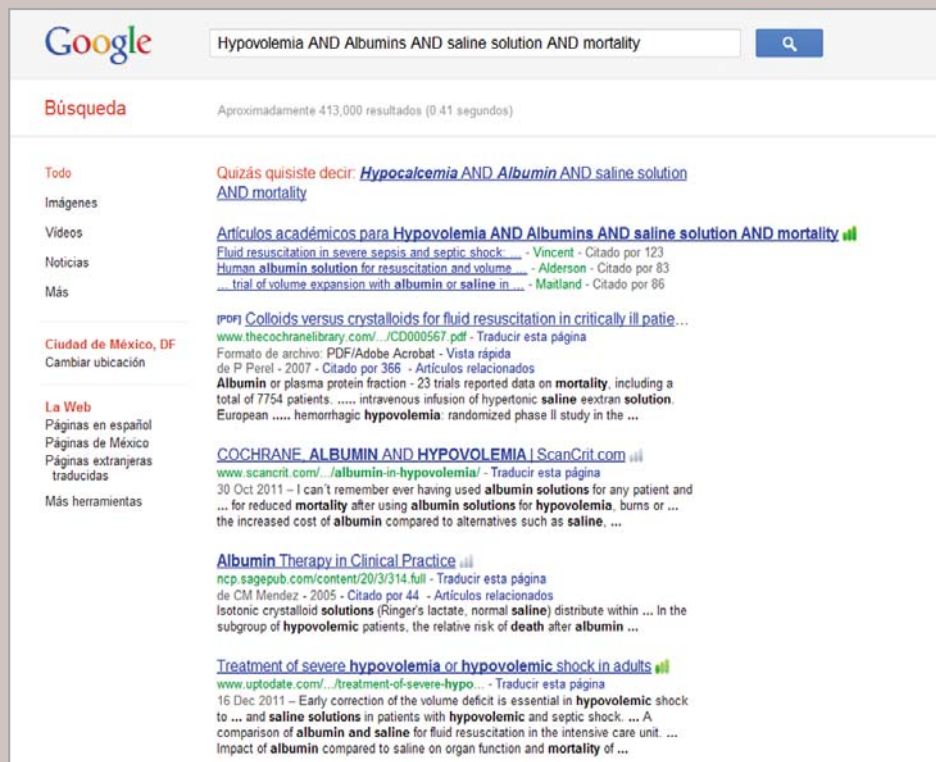 Google
Hypovolemia AND Albumins AND saline solution AND mortality
Búsqueda
Aproximadamente 413,000 resultados (0.41 segundos)
Todo
Imágenes
Vídeos
Noticias
Más
Ciudad de México, DF
Cambiar ubicación
La Web
Páginas en español
Páginas de México
Páginas extranjeras
traducidas
Más herramientas
Quizás quisiste decir: Hypocalcemia AND Albumin AND saline solution
AND mortality
Artículos académicos para Hypovolemia AND Albumins AND saline solution AND mortality
Fluid resuscitation in severe sepsis and septic shock: ... - Vincent - Citado por 123
Human albumin solution for resuscitation and volume ... - Alderson - Citado por 83
... trial of volume expansion with albumin or saline in ... - Maitland - Citado por 86
[PDF] Colloids versus crystalloids for fluid resuscitation in critically ill patie...
www.thecochranelibrary.com/.../CD000567.pdf - Traducir esta página
Formato de archivo: PDF/Adobe Acrobat - Vista rápida
de P Perel - 2007 - Citado por 366 - Artículos relacionados
Albumin or plasma protein fraction - 23 trials reported data on mortality, including a
total of 7754 patients. ..... intravenous infusion of hypertonic saline eextran solution.
European ..... hemorrhagic hypovolemia: randomized phase II study in the ...
COCHRANE, ALBUMIN AND HYPOVOLEMIA | ScanCrit.com
www.scancrit.com/.../albumin-in-hypovolemia/ - Traducir esta página
30 Oct 2011 – I can't remember ever having used albumin solutions for any patient and
... for reduced mortality after using albumin solutions for hypovolemia, burns or ...
the increased cost of albumin compared to alternatives such as saline, ...
Albumin Therapy in Clinical Practice
ncp.sagepub.com/content/20/3/314.full - Traducir esta página
de CM Mendez - 2005 - Citado por 44 - Artículos relacionados
Isotonic crystalloid solutions (Ringer's lactate, normal saline) distribute within ... In the
subgroup of hypovolemic patients, the relative risk of death after albumin ...
Treatment of severe hypovolemia or hypovolemic shock in adults
www.uptodate.com/.../treatment-of-severe-hypo... - Traducir esta página
16 Dec 2011 – Early correction of the volume deficit is essential in hypovolemic shock
to ... and saline solutions in patients with hypovolemic and septic shock. ... A
comparison of albumin and saline for fluid resuscitation in the intensive care unit. ...
Impact of albumin compared to saline on organ function and mortality of ...